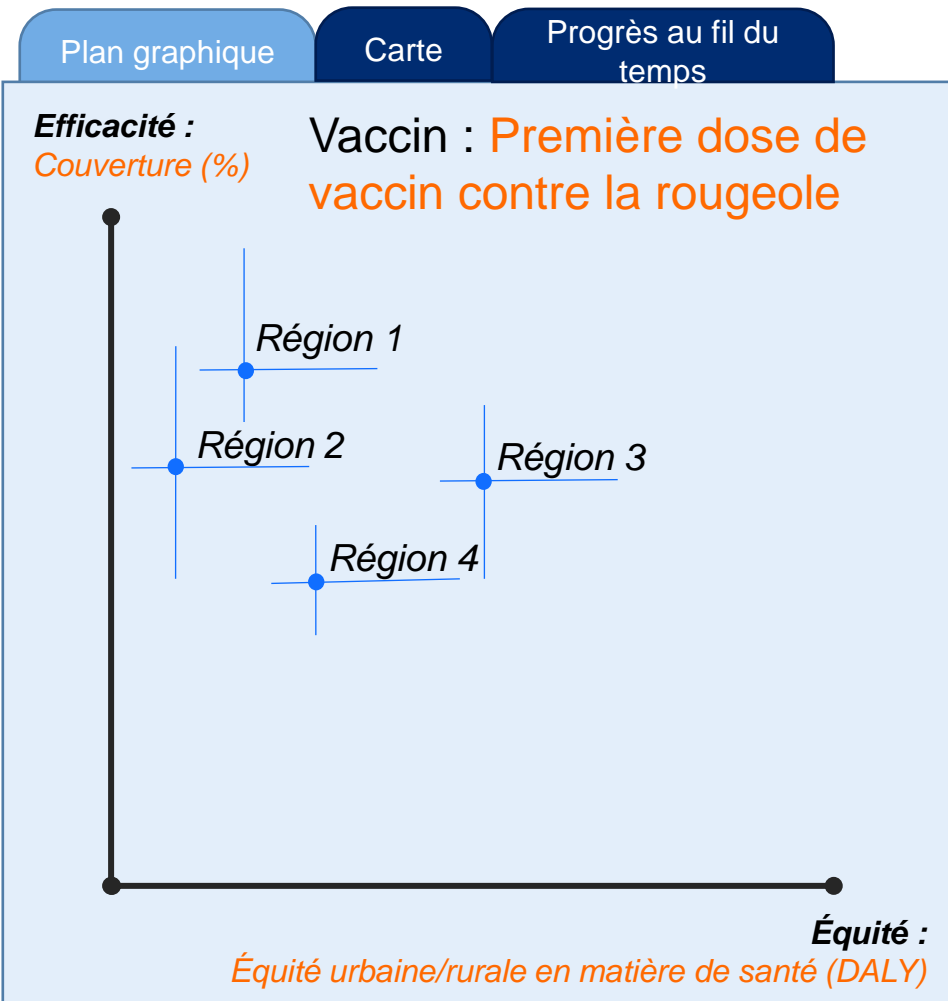 Plan graphique
Carte
Progrès au fil du
temps
Efficacité :
Couverture (%)
Vaccin : Première dose de
vaccin contre la rougeole
Région 1
Région 2
Région 3
Région 4
Équité :
Équité urbaine/rurale en matière de santé (DALY)